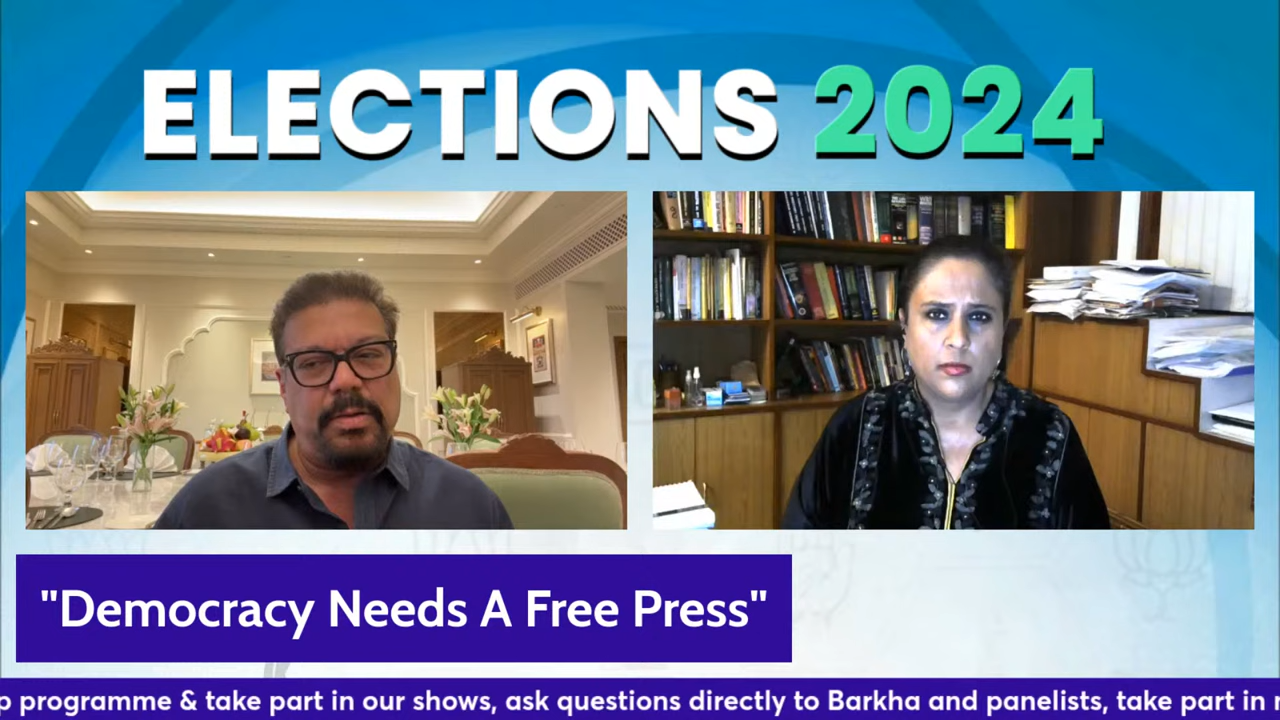 ELECTIONS 2024
"Democracy Needs A Free Press"
programme & take part in our shows, ask questions directly to Barkha and panelists, take part in